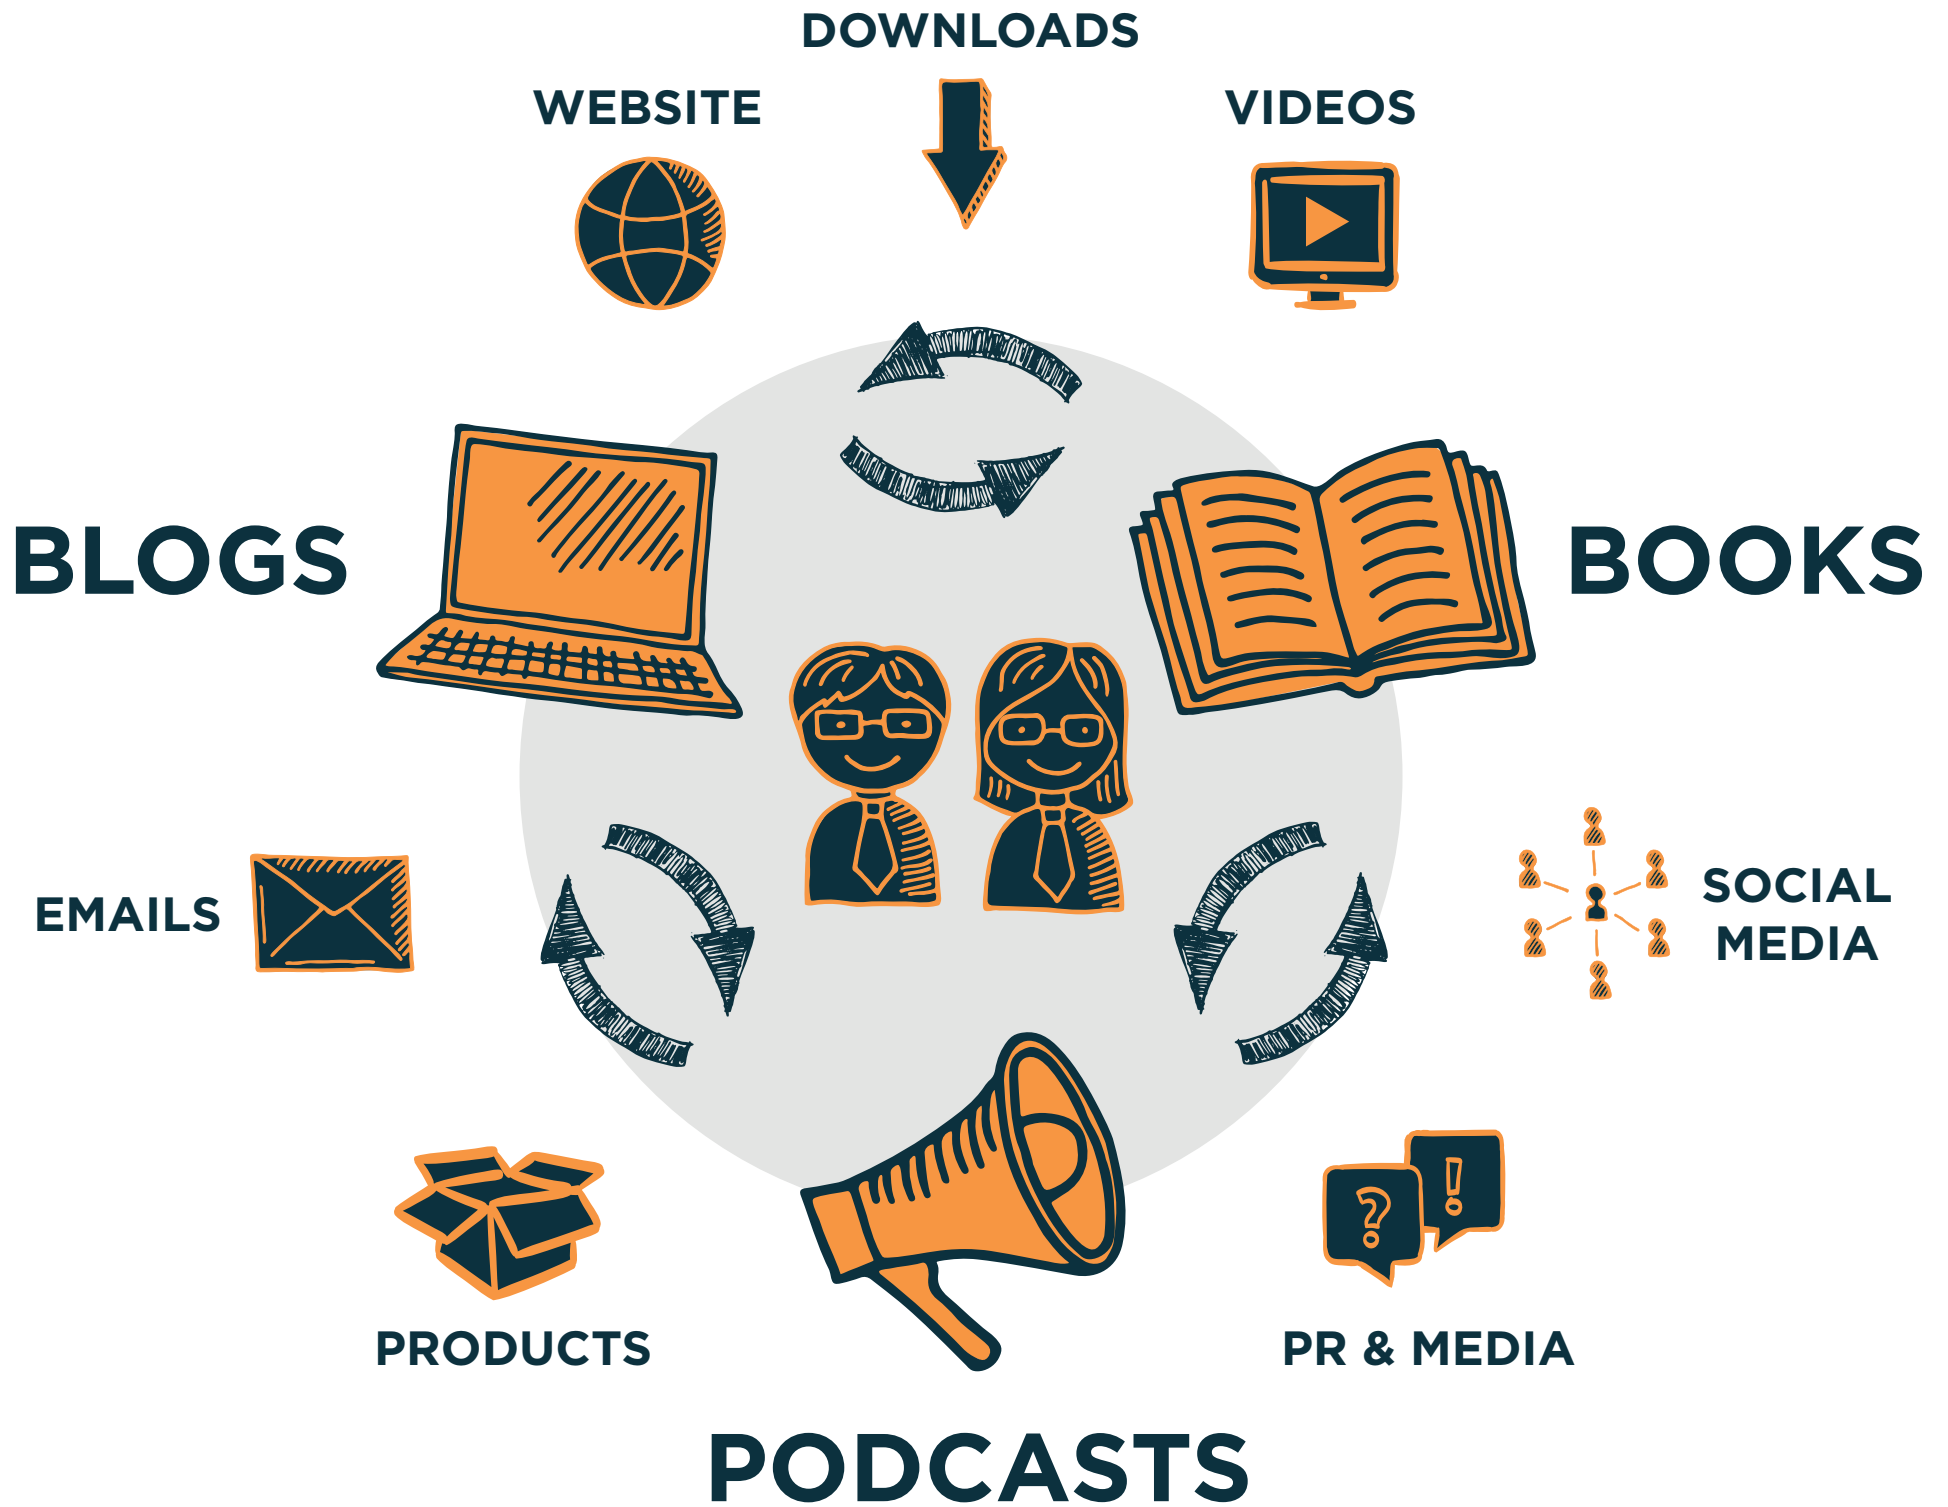 DOWNLOADS
WEBSITE
VIDEOS
BLOGS
BOOKS
EMAILS
SOCIAL
MEDIA
?
!
PRODUCTS
PR & MEDIA
PODCASTS